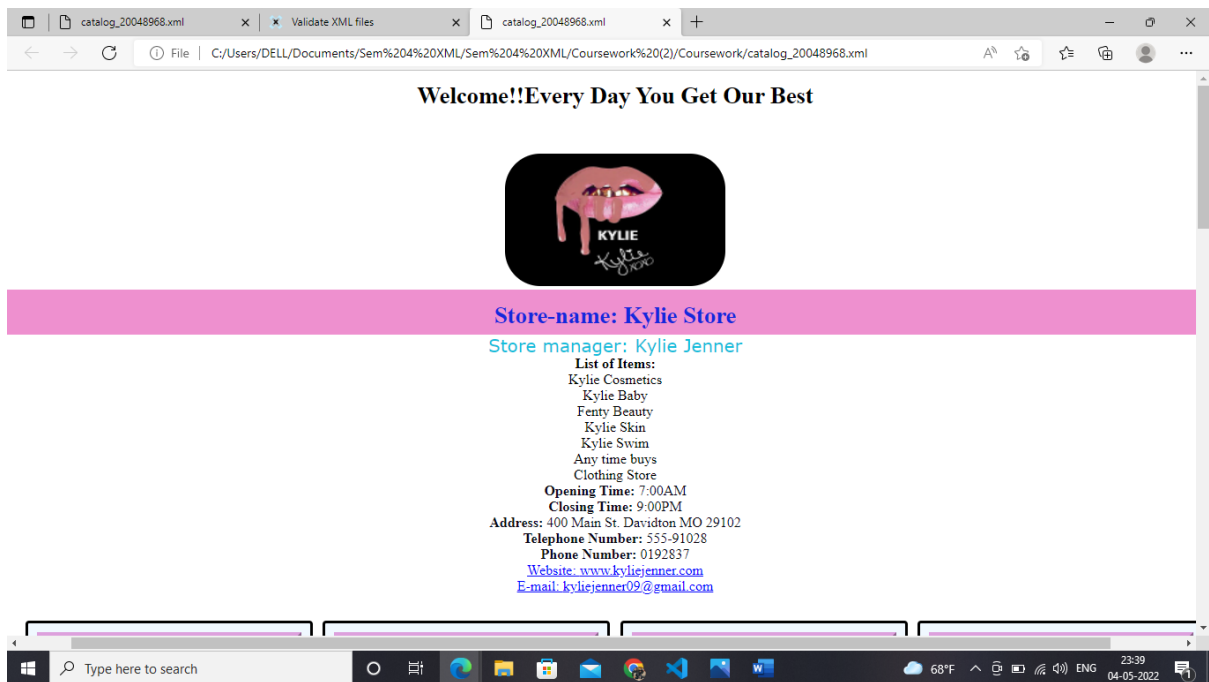 catalog_20048968.xml
Validate XML files
catalog_20048968.xml
File
C:/Users/DELL/Documents/Sem%204%20XML/Sem%204%20XML/Coursework%20(2)/Coursework/catalog_20048968.xml
Welcome!!Every Day You Get Our Best
KYLIE
Kylie
XOXO
Store-name: Kylie Store
Store manager: Kylie Jenner
List of Items:
Kylie Cosmetics
Kylie Baby
Fenty Beauty
Kylie Skin
Kylie Swim
Any time buys
Clothing Store
Opening Time: 7:00AM
Closing Time: 9:00PM
Address: 400 Main St. Davidton MO 29102
Telephone Number: 555-91028
Phone Number: 0192837
Website: www.kyliejenner.com
E-mail: kyliejenner09@gmail.com
Type here to search
68°F
ENG
23:39
04-05-2022